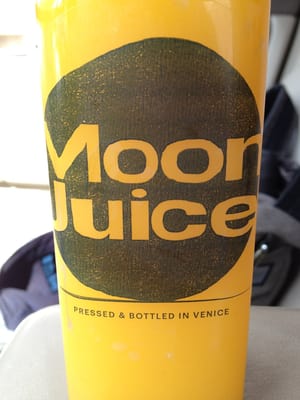 Moon
Juice
PRESSED & BOTTLED IN VENICE